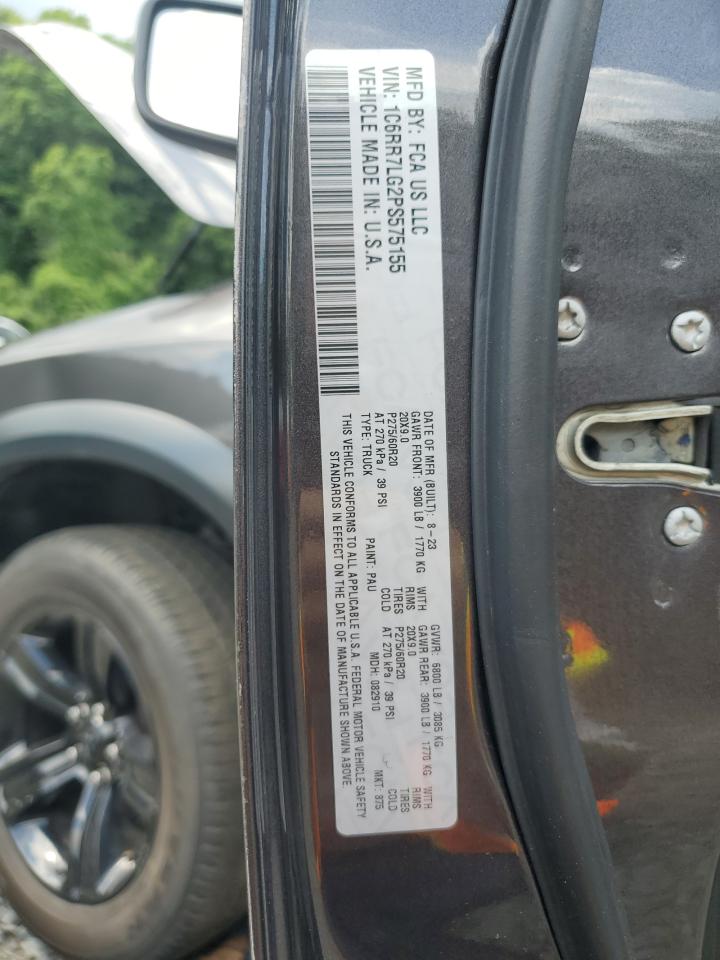 MFD BY: FCA US LLC
VIN: 1C6RR7LG2PS575155
VEHICLE MADE IN: U.S.A.
DATE OF MFR (BUILT): 8-23 GVWR: 6800 LB / 3085 KG
GAWR FRONT: 3900 LB / 1770 KG WITH GAWR REAR: 3900 LB / 1770 KG WITH
20X9.0 RIMS 20X9.0 RIMS
P275/60R20 TIRES P275/60R20 TIRES
AT 270 kPa / 39 PSI COLD AT 270 kPa / 39 PSI COLD
TYPE: TRUCK PAINT: PAU MDH: 082910 MKT: 875
THIS VEHICLE CONFORMS TO ALL APPLICABLE U.S.A. FEDERAL MOTOR VEHICLE SAFETY
STANDARDS IN EFFECT ON THE DATE OF MANUFACTURE SHOWN ABOVE.